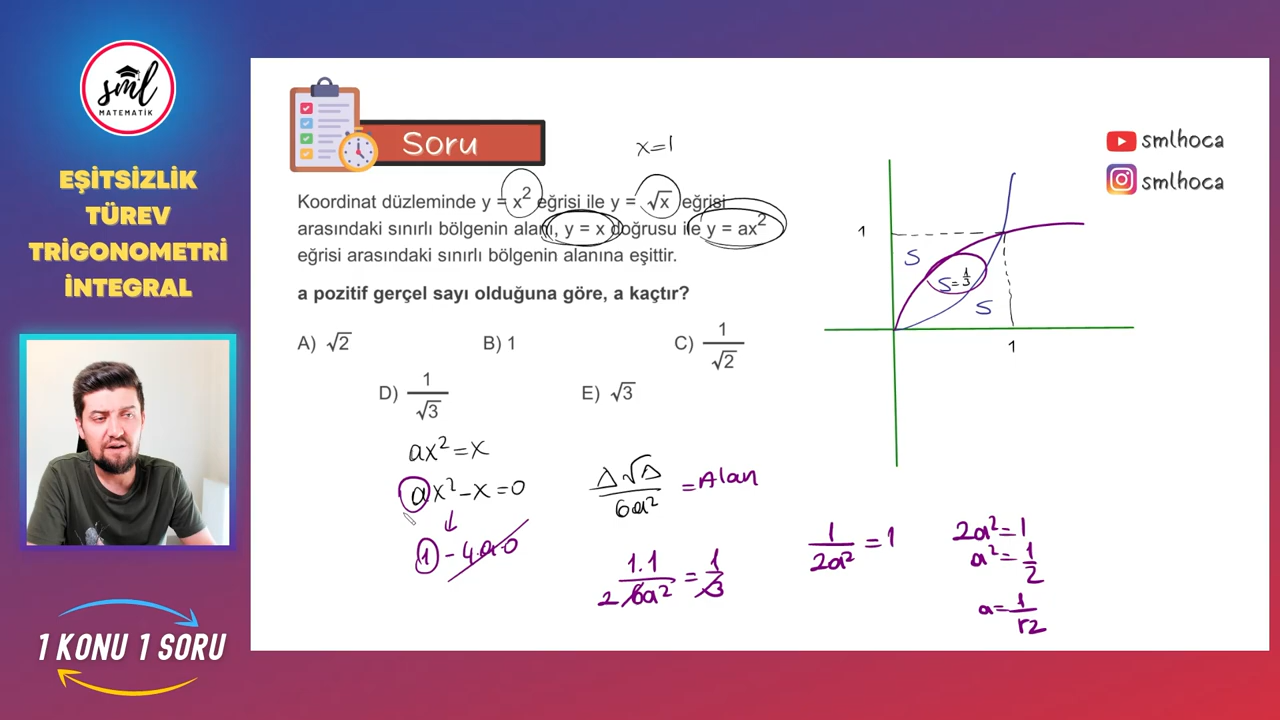 sml
MATEMATİK
EŞİTSİZLİK
TÜREV
TRİGONOMETRİ
İNTEGRAL
1 KONU 1 SORU
Soru
x=1
smlhoca
smlhoca
Koordinat düzleminde y = x² eğrisi ile y = √x eğrisi
arasındaki sınırlı bölgenin alanı, y = x doğrusu ile y = ax²
eğrisi arasındaki sınırlı bölgenin alanına eşittir.
a pozitif gerçel sayı olduğuna göre, a kaçtır?
A) √2 B) 1 C) 1/√2
D) 1/√3 E) √3
1
S
S=1/3
S
1
ax²=x
ax²-x=0
1-4.a.0
Δ√Δ/6a² = Alan
1.1/6a² = 1/3
2
1/2a² = 1
2a²=1
a²=1/2
a=1/√2